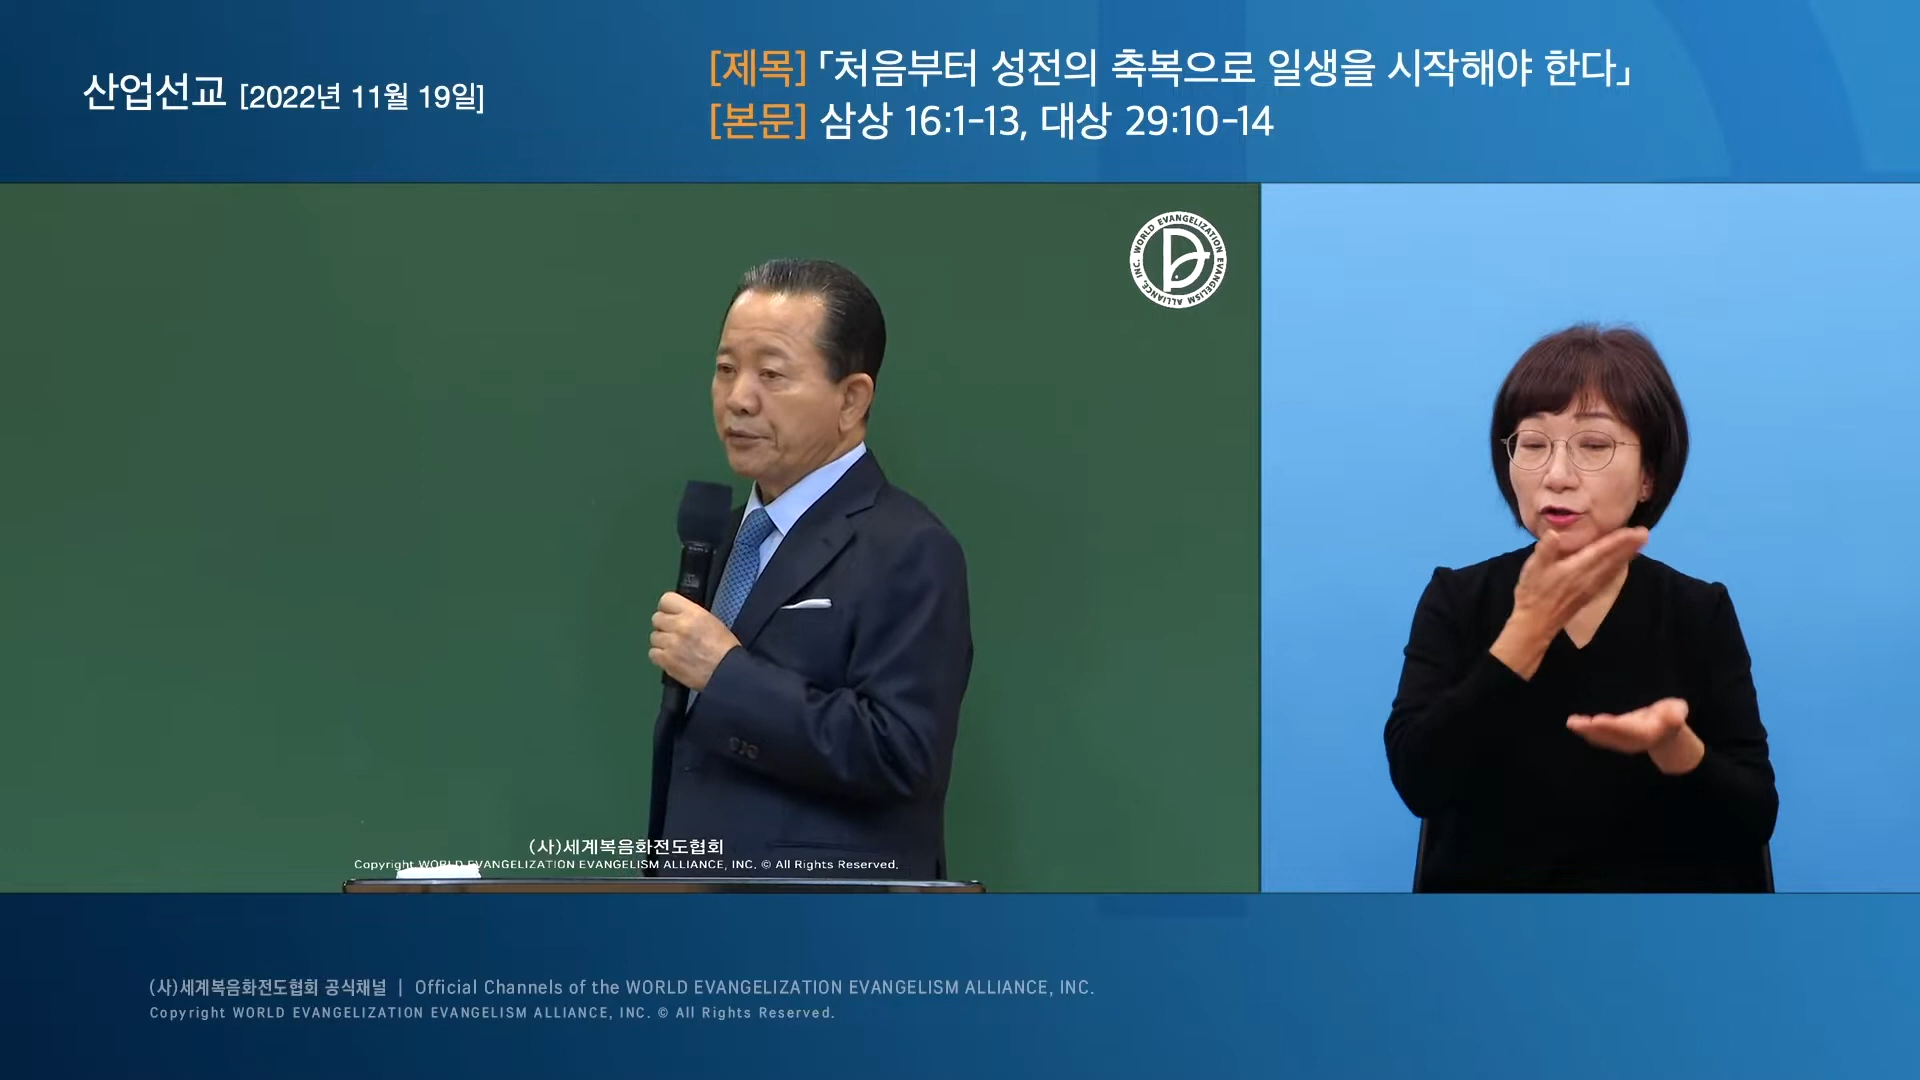 산업선교 [2022년 11월 19일]
[제목] 「처음부터 성전의 축복으로 일생을 시작해야 한다」
[본문] 삼상 16:1-13, 대상 29:10-14
WORLD EVANGELIZATION EVANGELISM ALLIANCE, INC.
(사)세계복음화전도협회
Copyright WORLD EVANGELIZATION EVANGELISM ALLIANCE, INC. © All Rights Reserved.
(사)세계복음화전도협회 공식채널 | Official Channels of the WORLD EVANGELIZATION EVANGELISM ALLIANCE, INC.
Copyright WORLD EVANGELIZATION EVANGELISM ALLIANCE, INC. © All Rights Reserved.